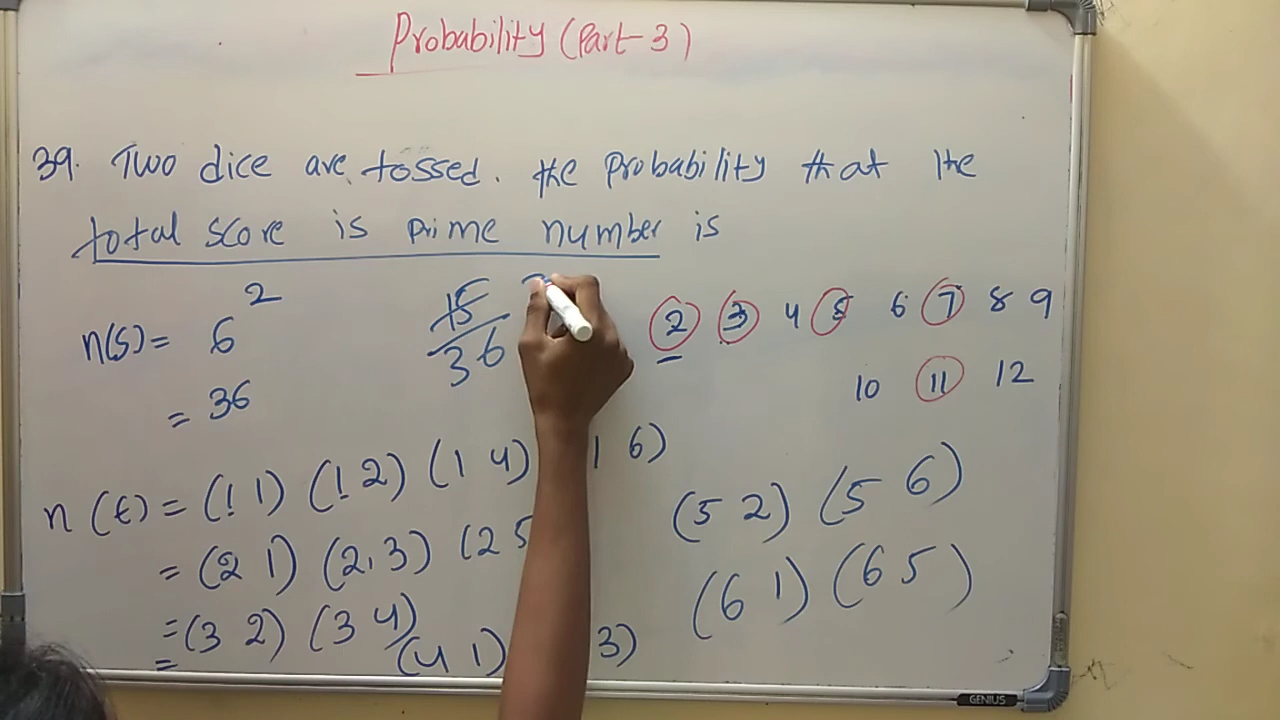 Probability (Part-3)
39. Two dice are tossed. the probability that the
total score is prime number is
n(s) = 6²
= 36
15/36
2 3 4 5 6 7 8 9
10 11 12
n(t) = (1 1) (1 2) (1 4) 1 6)
= (2 1) (2,3) (2 5
= (3 2) (3 4)
=
(4 1) 3)
(5 2) (5 6)
(6 1) (6 5)
GENIUS